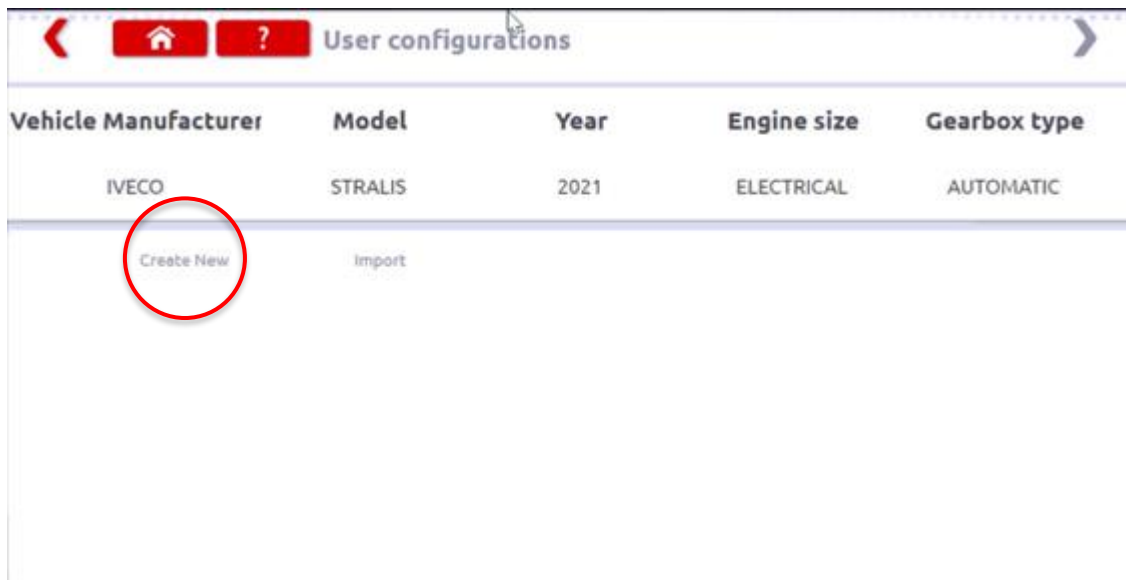 ? User configurations
Vehicle Manufacturer Model Year Engine size Gearbox type
IVECO STRALIS 2021 ELECTRICAL AUTOMATIC
Create New Import